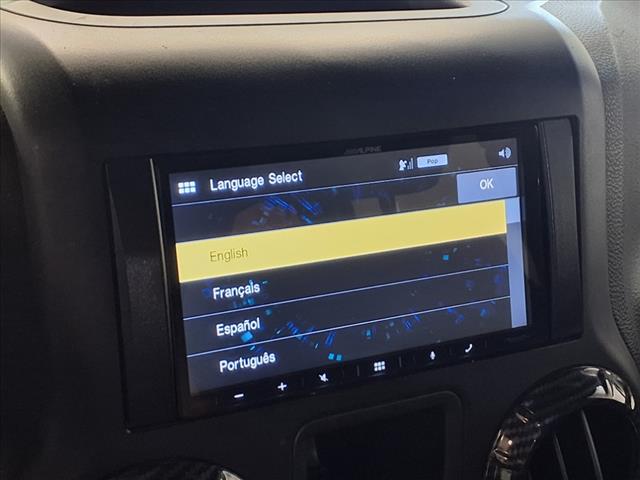 ALPINE
Language Select
Pop
OK
English
Français
Español
Português